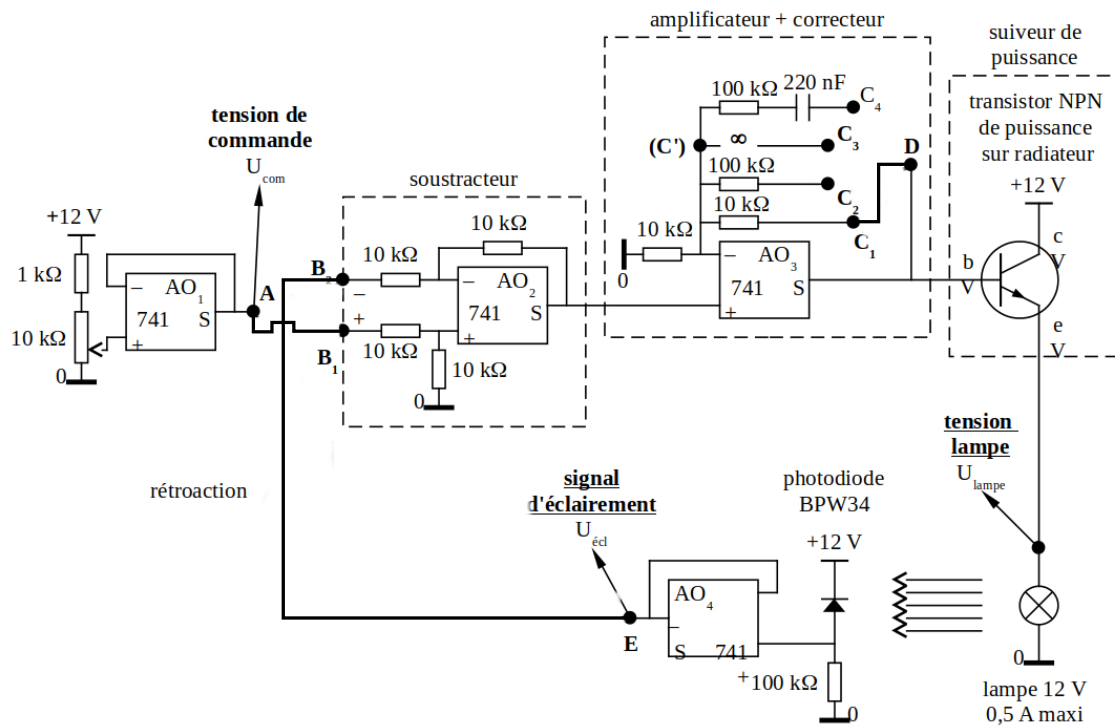 amplificateur + correcteur
suiveur de
puissance
100 kΩ
220 nF
C4
transistor NPN
de puissance
sur radiateur
+12 V
tension de
commande
Ucom
(C')
∞
C3
D
soustracteur
100 kΩ
C2
10 kΩ
C1
10 kΩ
c
V
+12 V
1 kΩ
10 kΩ
0
–
AO1
741
S
+
A
B2
10 kΩ
10 kΩ
–
+
–
AO2
741
S
+
B1
10 kΩ
10 kΩ
0
0
–
AO3
741
S
+
b
V
e
V
rétroaction
signal
d'éclairement
Uécl
photodiode
BPW34
+12 V
tension
lampe
Ulampe
E
AO4
–
S
741
+
100 kΩ
0
0
lampe 12 V
0,5 A maxi